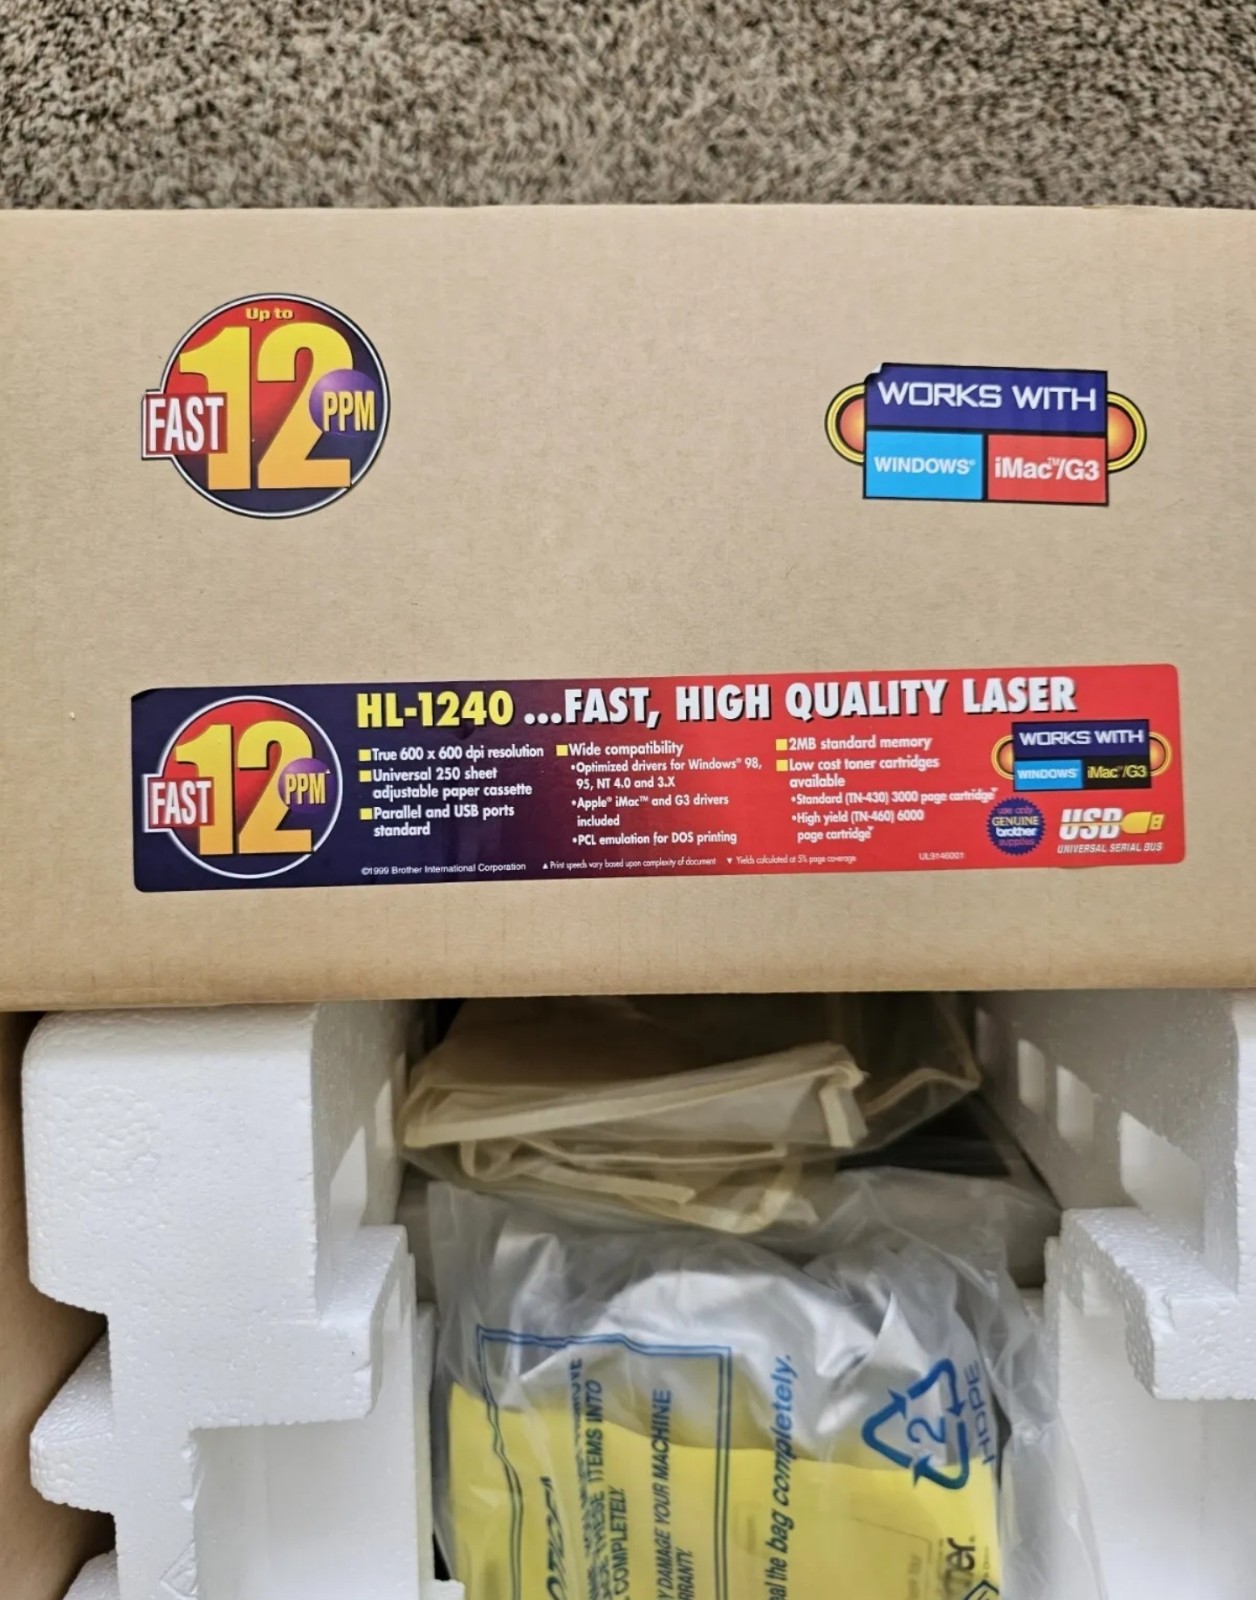 Up to
12
FAST
PPM
WORKS WITH
WINDOWS®
iMac™/G3
HL-1240 ...FAST, HIGH QUALITY LASER
12
FAST
PPM
True 600 x 600 dpi resolution
Universal 250 sheet
adjustable paper cassette
Parallel and USB ports
standard
Wide compatibility
•Optimized drivers for Windows® 98,
95, NT 4.0 and 3.X
•Apple® iMac™ and G3 drivers
included
•PCL emulation for DOS printing
2MB standard memory
Low cost toner cartridges
available
•Standard (TN-430) 3000 page cartridge▼
•High yield (TN-460) 6000
page cartridge▼
WORKS WITH
WINDOWS®
iMac™/G3
use only
GENUINE
brother
supplies
USB
UNIVERSAL SERIAL BUS
©1999 Brother International Corporation
▲ Print speeds vary based upon complexity of document
▼ Yields calculated at 5% page coverage
UL9146001
THESE ITEMS INTO
COMPLETELY.
DAMAGE YOUR MACHINE
the bag completely.
2
HDPE